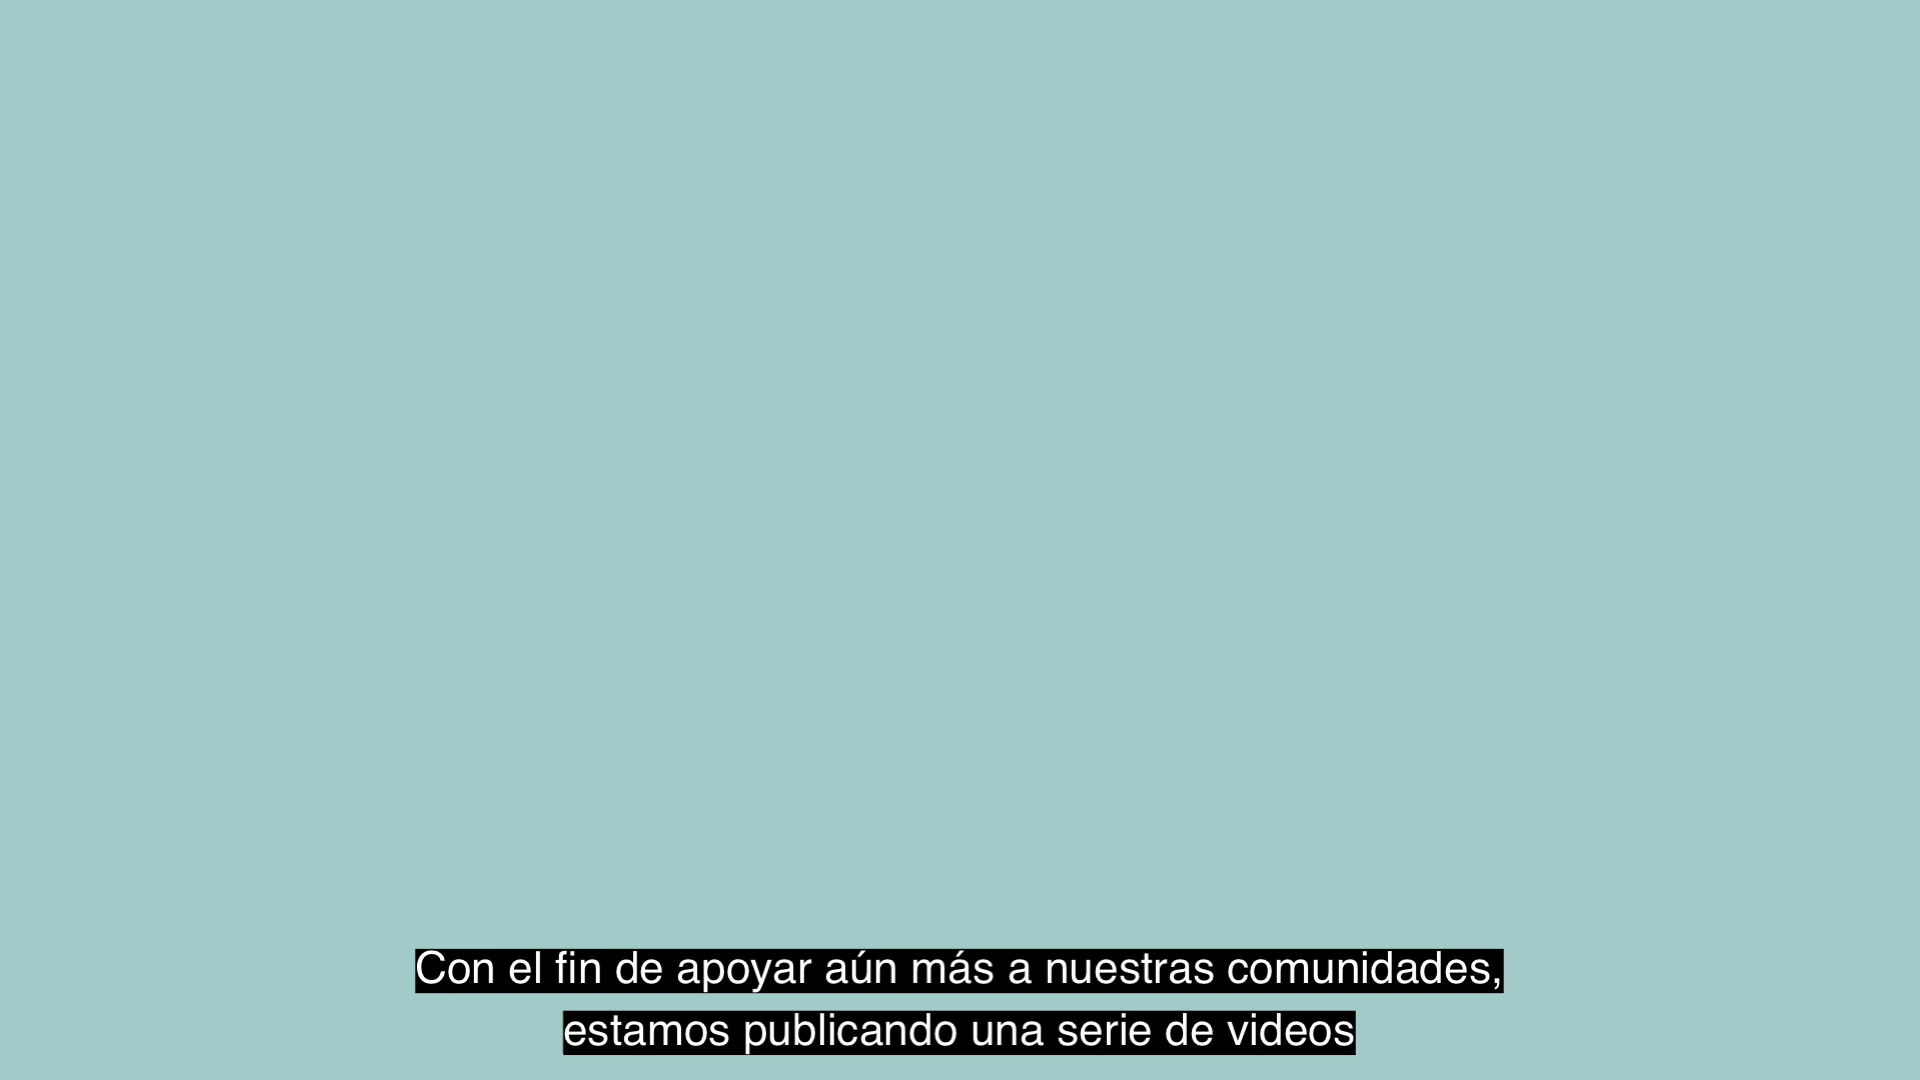 Con el fin de apoyar aún más a nuestras comunidades,
estamos publicando una serie de videos